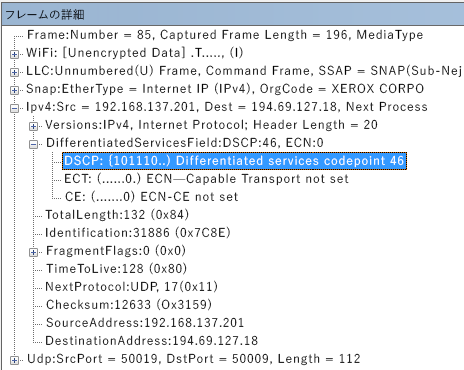 フレームの詳細
Frame:Number = 85, Captured Frame Length = 196, MediaType
WiFi: [Unencrypted Data] .T....., (I)
LLC:Unnumbered(U) Frame, Command Frame, SSAP = SNAP(Sub-Nej
Snap:EtherType = Internet IP (IPv4), OrgCode = XEROX CORPO
Ipv4:Src = 192.168.137.201, Dest = 194.69.127.18, Next Process
Versions:IPv4, Internet Protocol; Header Length = 20
DifferentiatedServicesField:DSCP:46, ECN:0
DSCP: (101110..) Differentiated services codepoint 46
ECT: (......0.) ECN—Capable Transport not set
CE: (.......0) ECN-CE not set
TotalLength:132 (0x84)
Identification:31886 (0x7C8E)
FragmentFlags:0 (0x0)
TimeToLive:128 (0x80)
NextProtocol:UDP, 17(0x11)
Checksum:12633 (Ox3159)
SourceAddress:192.168.137.201
DestinationAddress:194.69.127.18
Udp:SrcPort = 50019, DstPort = 50009, Length = 112